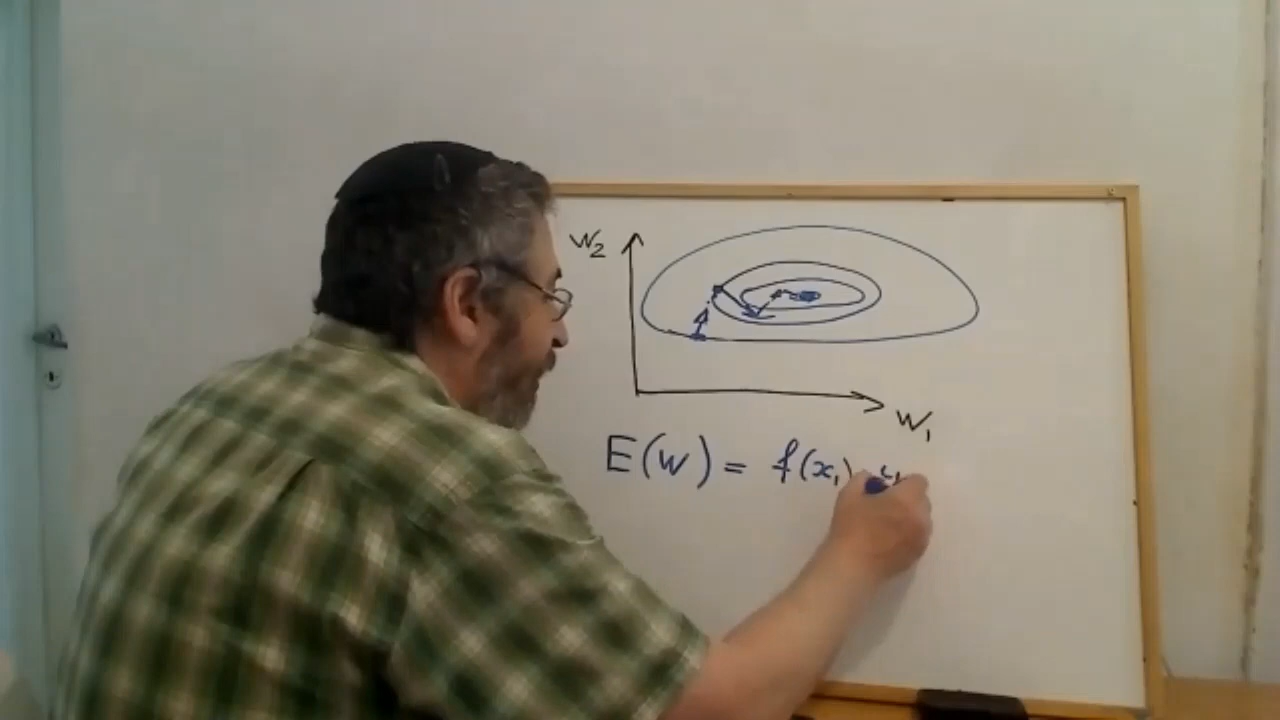 W₂
W₁
E(W) = f(x₁)